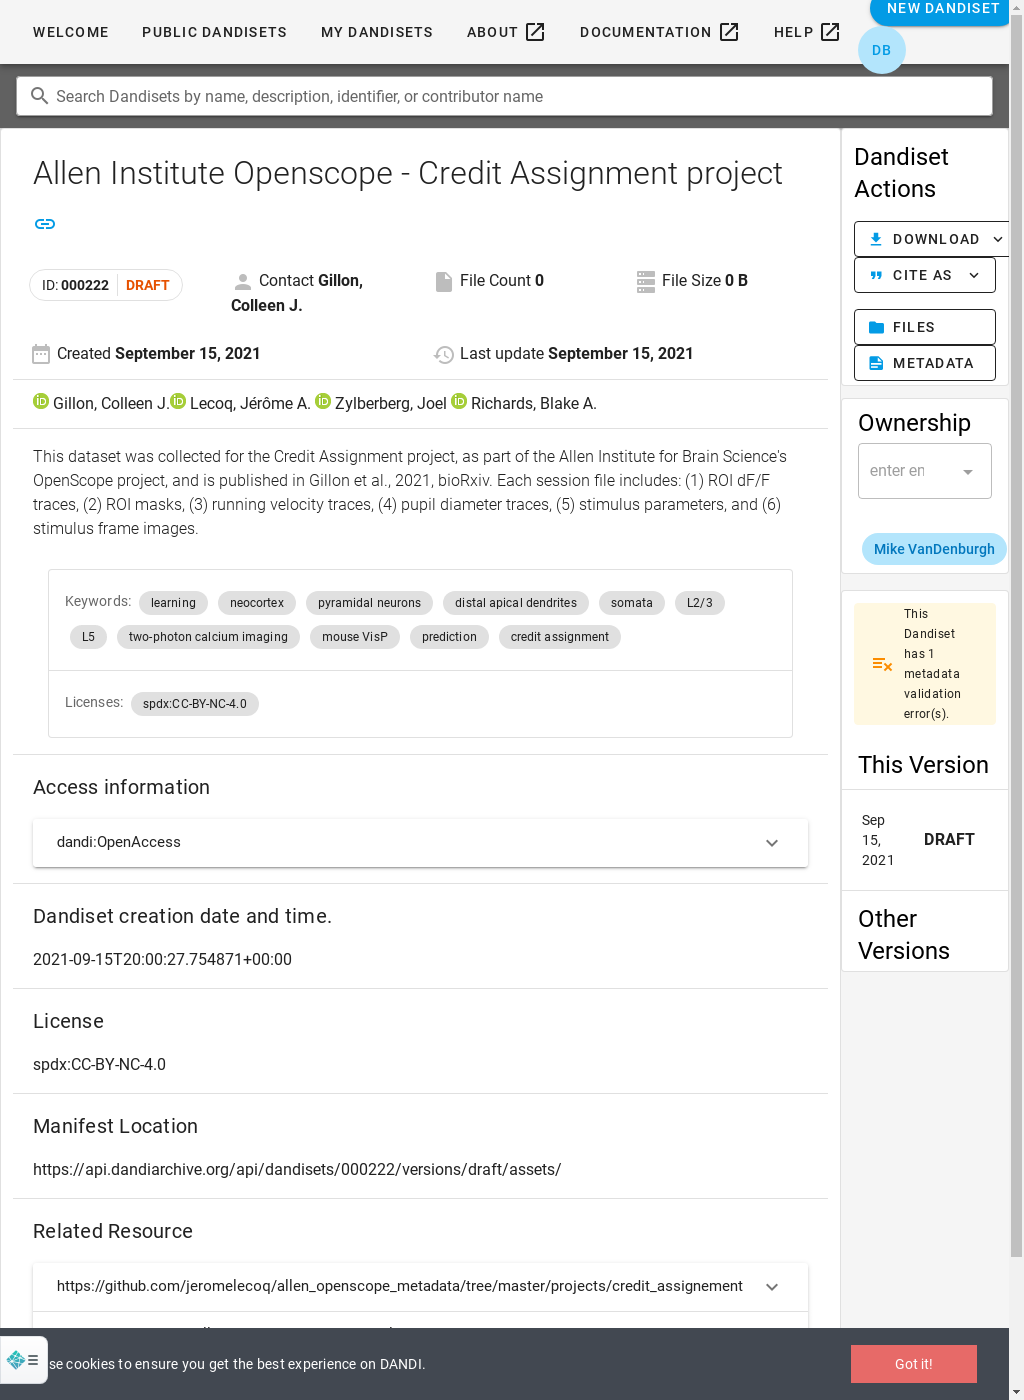 NEW DANDISET
WELCOME PUBLIC DANDISETS MY DANDISETS ABOUT DOCUMENTATION HELP
DB
Search Dandisets by name, description, identifier, or contributor name
Allen Institute Openscope - Credit Assignment project
ID: 000222 DRAFT
Contact Gillon,
Colleen J.
File Count 0
File Size 0 B
Created September 15, 2021
Last update September 15, 2021
iD Gillon, Colleen J. iD Lecoq, Jérôme A. iD Zylberberg, Joel iD Richards, Blake A.
This dataset was collected for the Credit Assignment project, as part of the Allen Institute for Brain Science's
OpenScope project, and is published in Gillon et al., 2021, bioRxiv. Each session file includes: (1) ROI dF/F
traces, (2) ROI masks, (3) running velocity traces, (4) pupil diameter traces, (5) stimulus parameters, and (6)
stimulus frame images.
Keywords: learning neocortex pyramidal neurons distal apical dendrites somata L2/3
L5 two-photon calcium imaging mouse VisP prediction credit assignment
Licenses: spdx:CC-BY-NC-4.0
Access information
dandi:OpenAccess
Dandiset creation date and time.
2021-09-15T20:00:27.754871+00:00
License
spdx:CC-BY-NC-4.0
Manifest Location
https://api.dandiarchive.org/api/dandisets/000222/versions/draft/assets/
Related Resource
https://github.com/jeromelecoq/allen_openscope_metadata/tree/master/projects/credit_assignement
Dandiset
Actions
DOWNLOAD
CITE AS
FILES
METADATA
Ownership
enter en
Mike VanDenburgh
This
Dandiset
has 1
metadata
validation
error(s).
This Version
Sep
15,
2021
DRAFT
Other
Versions
se cookies to ensure you get the best experience on DANDI.
Got it!